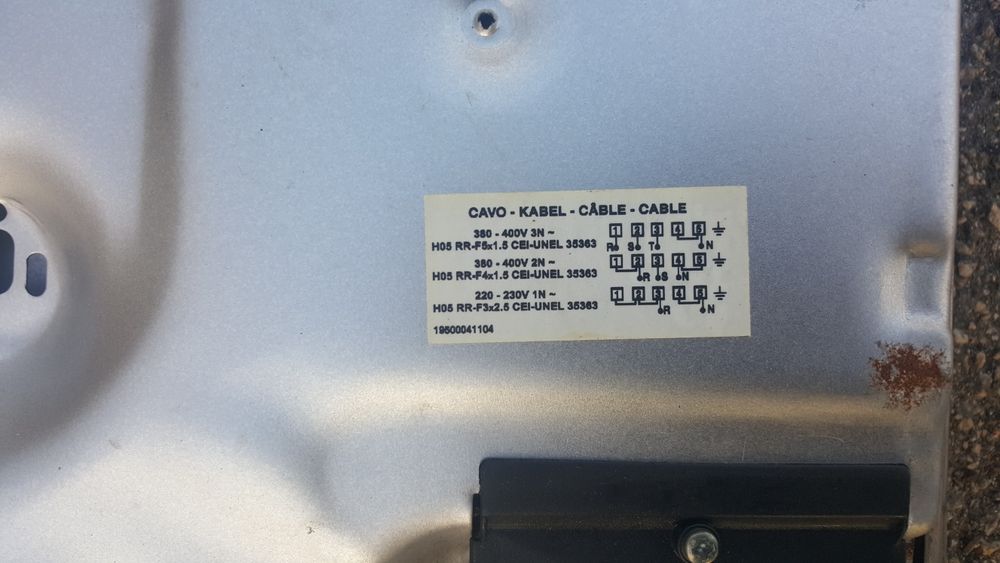 CAVO - KABEL - CÂBLE - CABLE
380 - 400V 3N ~
1 2 3 4 5
H05 RR-F5x1.5 CEI-UNEL 35363
R S T N
380 - 400V 2N ~
1 2 3 4 5
H05 RR-F4x1.5 CEI-UNEL 35363
R S N
220 - 230V 1N ~
1 2 3 4 5
H05 RR-F3x2.5 CEI-UNEL 35363
R N
19500041104